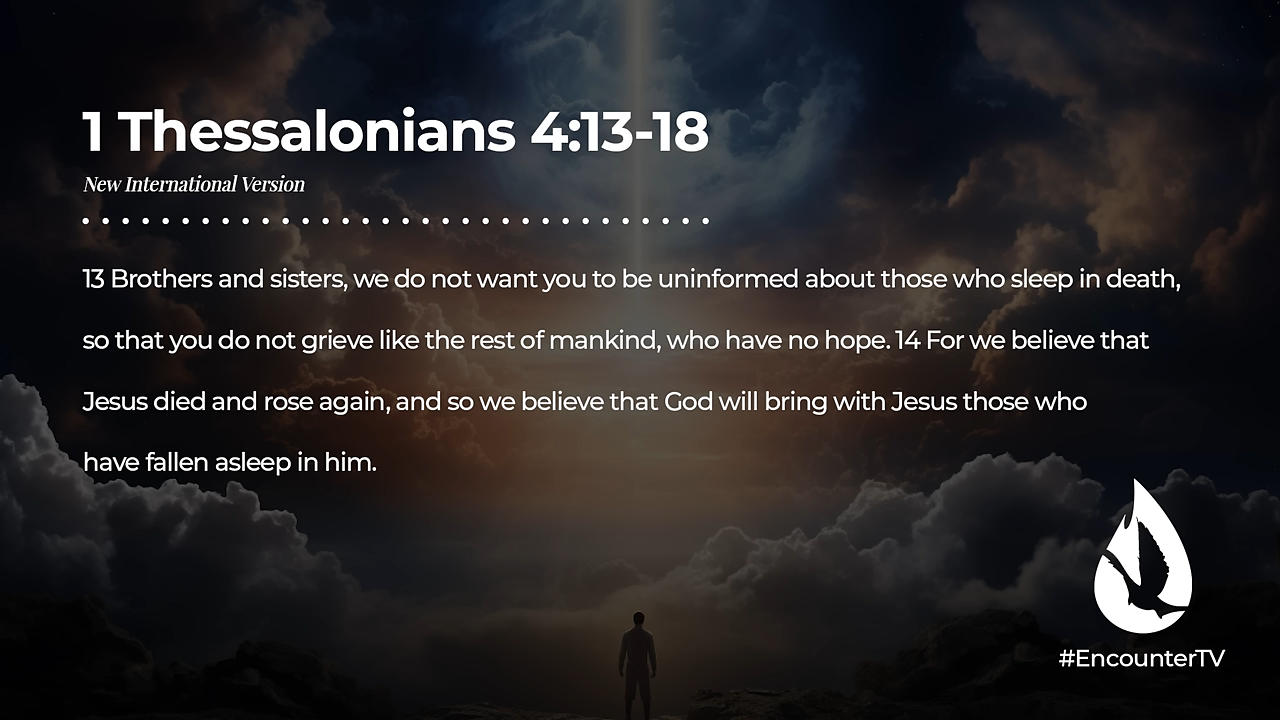 1 Thessalonians 4:13-18
New International Version
13 Brothers and sisters, we do not want you to be uninformed about those who sleep in death,
so that you do not grieve like the rest of mankind, who have no hope. 14 For we believe that
Jesus died and rose again, and so we believe that God will bring with Jesus those who
have fallen asleep in him.
#EncounterTV